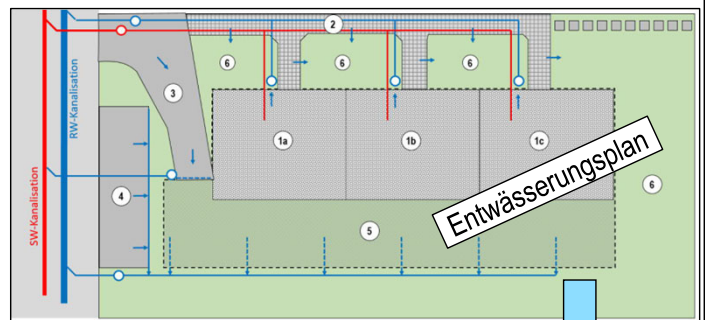 2
6
6
6
3
1a
1b
1c
4
5
6
SW-Kanalisation
RW-Kanalisation
Entwässerungsplan